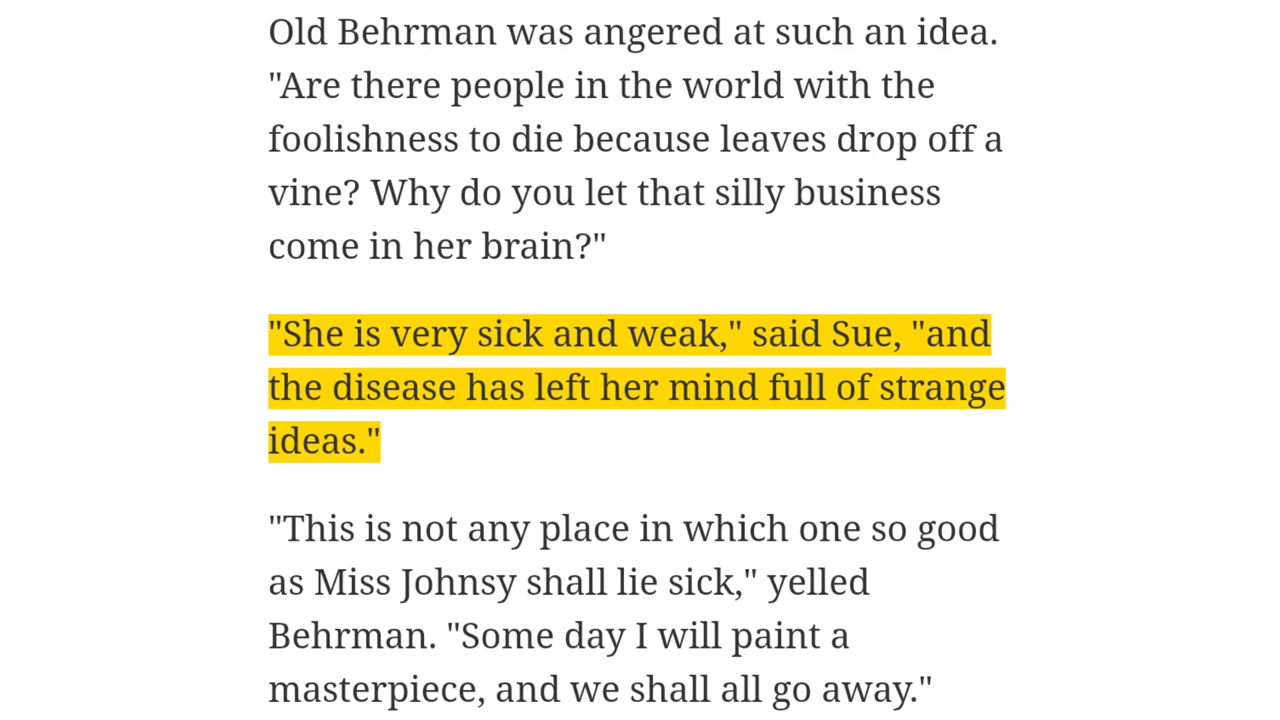 Old Behrman was angered at such an idea.
"Are there people in the world with the
foolishness to die because leaves drop off a
vine? Why do you let that silly business
come in her brain?"
"She is very sick and weak," said Sue, "and
the disease has left her mind full of strange
ideas."
"This is not any place in which one so good
as Miss Johnsy shall lie sick," yelled
Behrman. "Some day I will paint a
masterpiece, and we shall all go away."